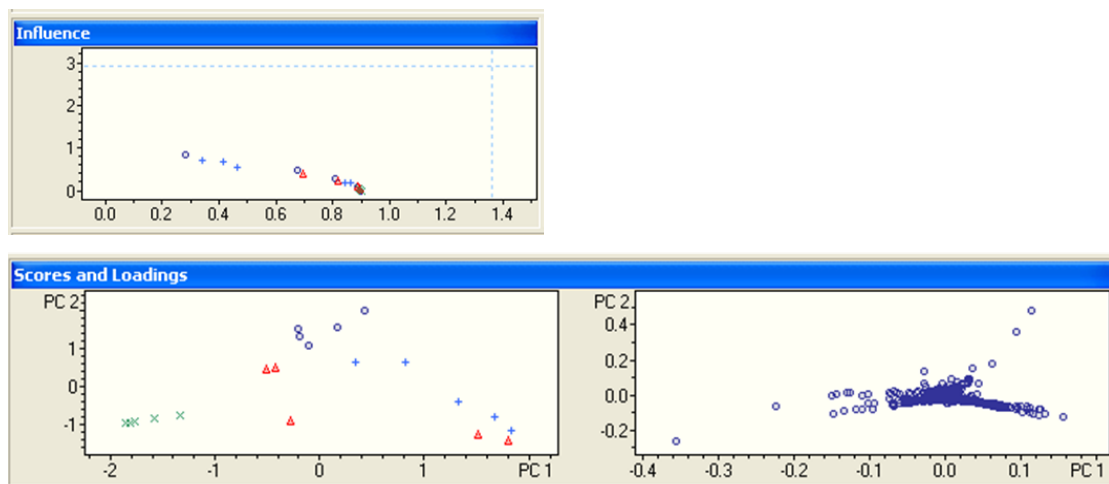 Influence
3
2
1
0
0.0 0.2 0.4 0.6 0.8 1.0 1.2 1.4
Scores and Loadings
PC 2
1
0
-1
-2 -1 0 1 PC 1
PC 2
0.4
0.2
0.0
-0.2
-0.4 -0.3 -0.2 -0.1 0.0 0.1 PC 1